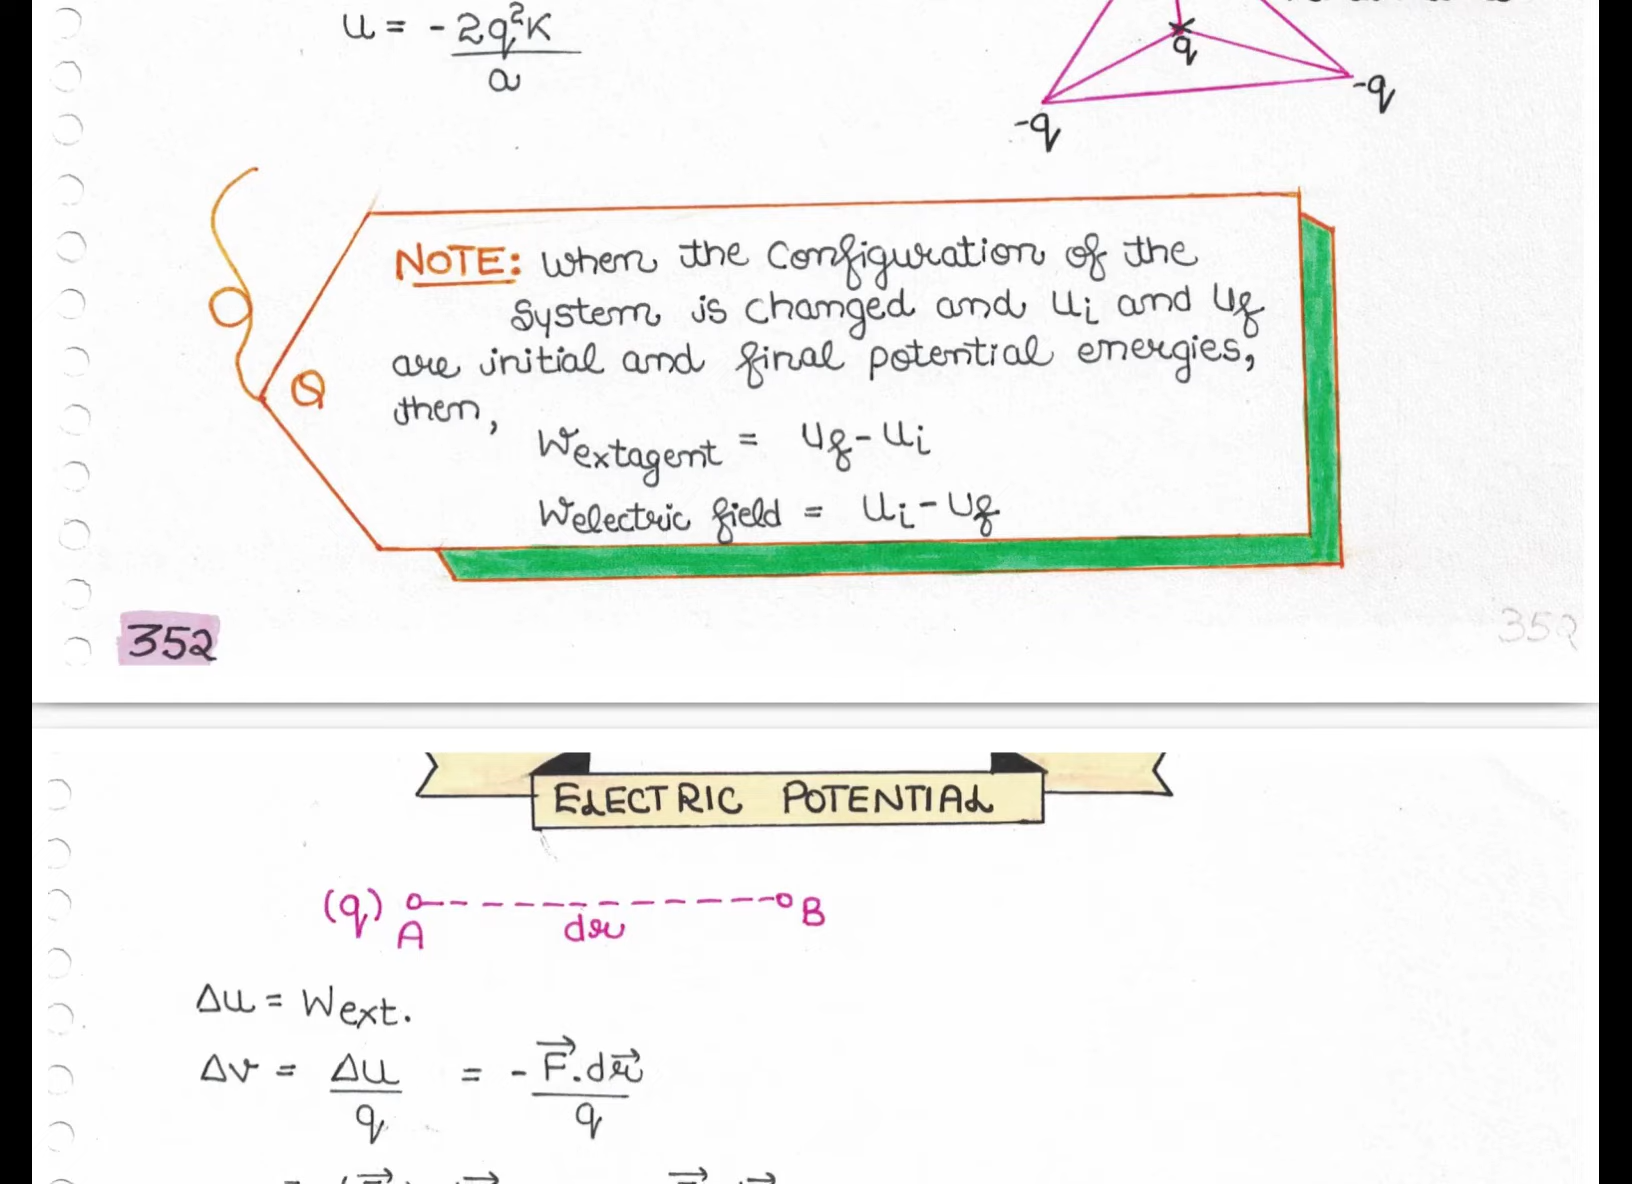 U = - 2q²K
a
q
-q
-q
NOTE: When the Configuration of the
System is changed and Ui and Uf
are initial and final potential energies,
then,
Wextagent = Uf - Ui
Welectric field = Ui - Uf
352
352
ELECTRIC POTENTIAL
(q) A B
dr
ΔU = Wext.
Δv = ΔU/q = - F⃗.dr⃗/q